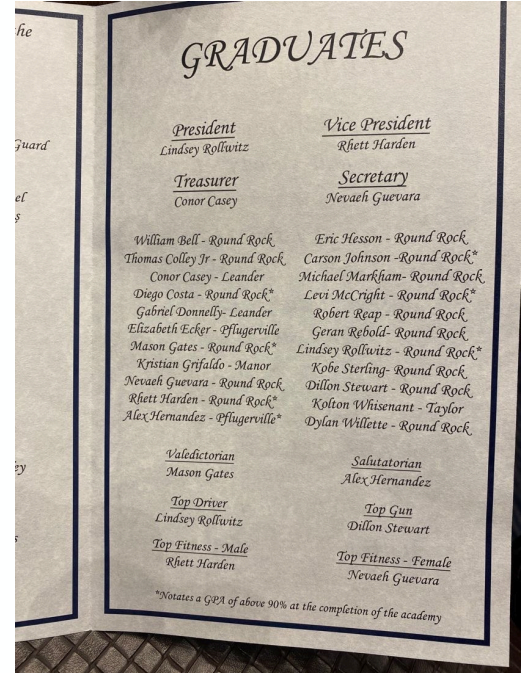 he
Guard
el
s
ey
s
GRADUATES
President
Lindsey Rollwitz
Vice President
Rhett Harden
Treasurer
Conor Casey
Secretary
Nevaeh Guevara
William Bell - Round Rock
Thomas Colley Jr - Round Rock
Conor Casey - Leander
Diego Costa - Round Rock*
Gabriel Donnelly- Leander
Elizabeth Ecker - Pflugerville
Mason Gates - Round Rock*
Kristian Grifaldo - Manor
Nevaeh Guevara - Round Rock
Rhett Harden - Round Rock*
Alex Hernandez - Pflugerville*
Eric Hesson - Round Rock
Carson Johnson -Round Rock*
Michael Markham- Round Rock
Levi McCright - Round Rock*
Robert Reap - Round Rock
Geran Rebold- Round Rock
Lindsey Rollwitz - Round Rock*
Kobe Sterling- Round Rock
Dillon Stewart - Round Rock
Kolton Whisenant - Taylor
Dylan Willette - Round Rock
Valedictorian
Mason Gates
Salutatorian
Alex Hernandez
Top Driver
Lindsey Rollwitz
Top Gun
Dillon Stewart
Top Fitness - Male
Rhett Harden
Top Fitness - Female
Nevaeh Guevara
*Notates a GPA of above 90% at the completion of the academy